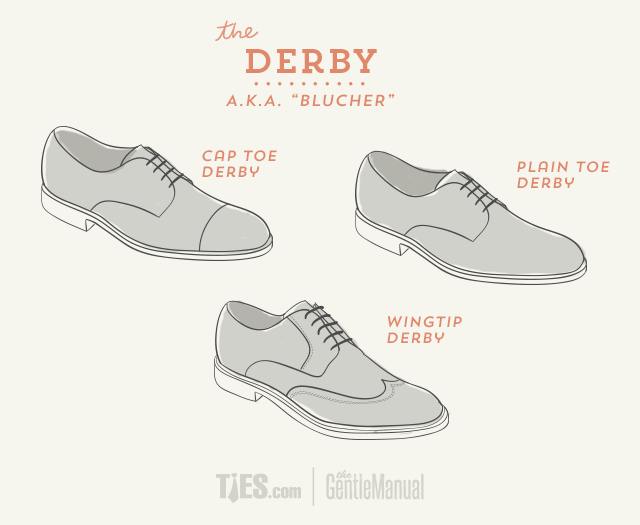 the
DERBY
A.K.A. "BLUCHER"
CAP TOE
DERBY
PLAIN TOE
DERBY
WINGTIP
DERBY
TIES.com | the GentleManual